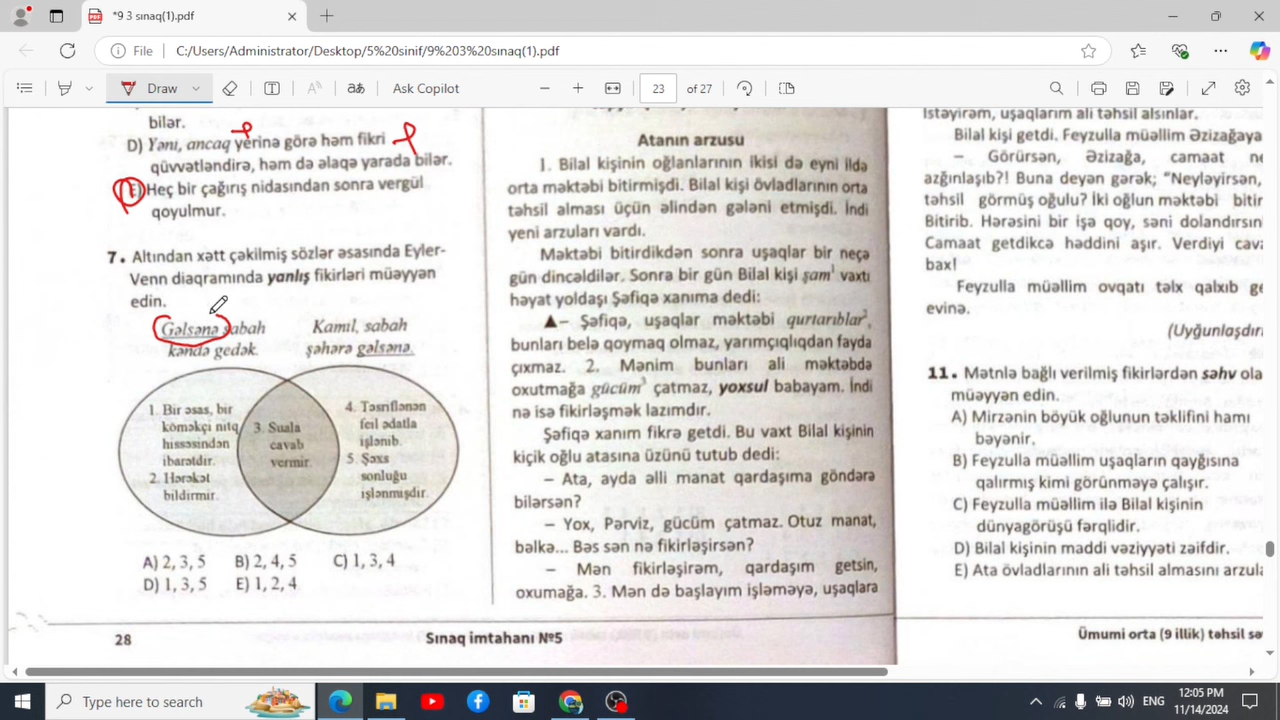 *9 3 sınaq(1).pdf
File
C:/Users/Administrator/Desktop/5%20sinif/9%203%20sınaq(1).pdf
Draw
Ask Copilot
23
of 27
bilər.
D) Yəni, ancaq yerinə görə həm fikri
qüvvətləndirə, həm də əlaqə yarada bilər.
E) Heç bir çağırış nidasından sonra vergül
qoyulmur.
7. Altından xətt çəkilmiş sözlər əsasında Eyler-
Venn diaqramında yanlış fikirləri müəyyən
edin.
Gəlsənə sabah
kəndə gedək.
Kamil, sabah
şəhərə gəlsənə.
1. Bir əsas, bir
köməkçi nitq
hissəsindən
ibarətdir.
2. Hərəkət
bildirmir.
3. Suala
cavab
vermir.
4. Təsriflənən
feil ədatla
işlənib.
5. Şəxs
sonluğu
işlənmişdir.
A) 2, 3, 5 B) 2, 4, 5 C) 1, 3, 4
D) 1, 3, 5 E) 1, 2, 4
28
Sınaq imtahanı №5
Atanın arzusu
1. Bilal kişinin oğlanlarının ikisi də eyni ildə
orta məktəbi bitirmişdi. Bilal kişi övladlarının orta
təhsil alması üçün əlindən gələni etmişdi. İndi
yeni arzuları vardı.
Məktəbi bitirdikdən sonra uşaqlar bir neçə
gün dincəldilər. Sonra bir gün Bilal kişi şam¹ vaxtı
həyat yoldaşı Şəfiqə xanıma dedi:
▲– Şəfiqə, uşaqlar məktəbi qurtarıblar²,
bunları belə qoymaq olmaz, yarımçıqlıqdan fayda
çıxmaz. 2. Mənim bunları ali məktəbdə
oxutmağa gücüm³ çatmaz, yoxsul babayam. İndi
nə isə fikirləşmək lazımdır.
Şəfiqə xanım fikrə getdi. Bu vaxt Bilal kişinin
kiçik oğlu atasına üzünü tutub dedi:
– Ata, ayda əlli manat qardaşıma göndərə
bilərsən?
– Yox, Pərviz, gücüm çatmaz. Otuz manat,
bəlkə... Bəs sən nə fikirləşirsən?
– Mən fikirləşirəm, qardaşım getsin,
oxumağa. 3. Mən də başlayım işləməyə, uşaqlara
istəyirəm, uşaqlarım ali təhsil alsınlar.
Bilal kişi getdi. Feyzulla müəllim Əzizağaya
– Görürsən, Əzizağa, camaat
azğınlaşıb?! Buna deyən gərək; "Neyləyirsən,
təhsil görmüş oğulu? İki oğlun məktəbi bitir
Bitirib. Hərəsini bir işə qoy, səni dolandırsın
Camaat getdikcə həddini aşır. Verdiyi
bax!
Feyzulla müəllim ovqatı təlx qalxıb
evinə.
(Uyğunlaşdır
11. Mətnlə bağlı verilmiş fikirlərdən səhv ola
müəyyən edin.
A) Mirzənin böyük oğlunun təklifini hamı
bəyənir.
B) Feyzulla müəllim uşaqların qayğısına
qalırmış kimi görünməyə çalışır.
C) Feyzulla müəllim ilə Bilal kişinin
dünyagörüşü fərqlidir.
D) Bilal kişinin maddi vəziyyəti zəifdir.
E) Ata övladlarının ali təhsil almasını arzula
Ümumi orta (9 illik) təhsil sə
Type here to search
ENG
12:05 PM
11/14/2024